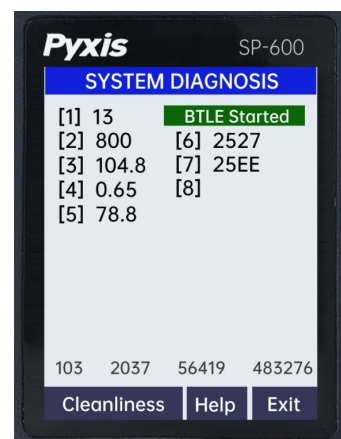 Pyxis SP-600
SYSTEM DIAGNOSIS
[1] 13 BTLE Started
[2] 800 [6] 2527
[3] 104.8 [7] 25EE
[4] 0.65 [8]
[5] 78.8
103 2037 56419 483276
Cleanliness Help Exit